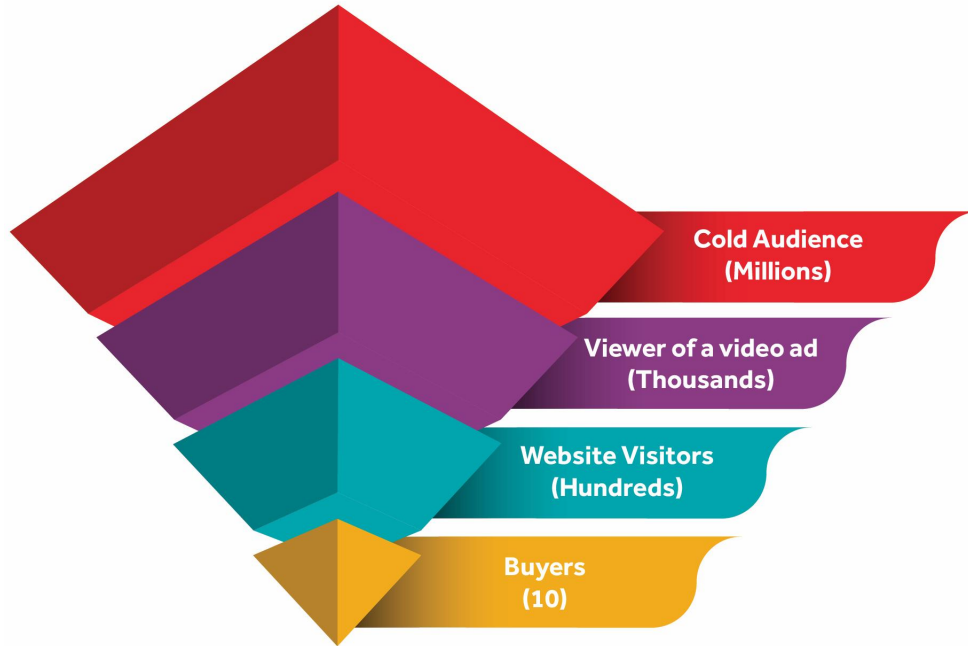 Cold Audience
(Millions)
Viewer of a video ad
(Thousands)
Website Visitors
(Hundreds)
Buyers
(10)